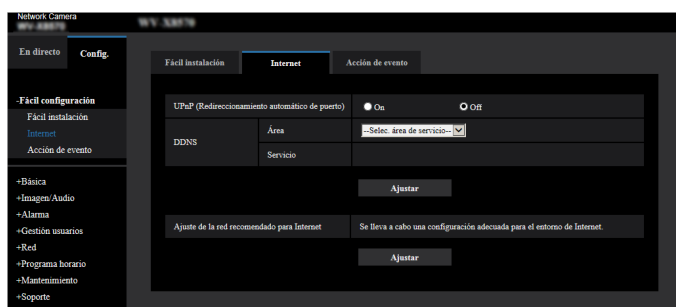 Network Camera
En directo
Config.
Fácil instalación
Internet
Acción de evento
-Fácil configuración
Fácil instalación
Internet
Acción de evento
+Básica
+Imagen/Audio
+Alarma
+Gestión usuarios
+Red
+Programa horario
+Mantenimiento
+Soporte
UPnP (Redireccionamiento automático de puerto)
On
Off
DDNS
Área
--Selec. área de servicio--
Servicio
Ajustar
Ajuste de la red recomendado para Internet
Se lleva a cabo una configuración adecuada para el entorno de Internet.
Ajustar